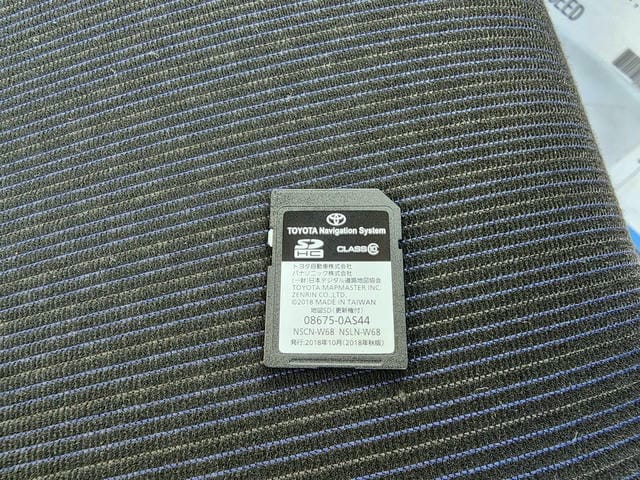 EED
TOYOTA Navigation System
SD HC CLASS 10
トヨタ自動車株式会社
パナソニック株式会社
(一財)日本デジタル道路地図協会
TOYOTA MAPMASTER INC.
ZENRIN CO.,LTD.
©2018 MADE IN TAIWAN
地図SD(更新権付)
08675-0AS44
NSCN-W68 NSLN-W68
発行:2018年10月(2018年秋版)